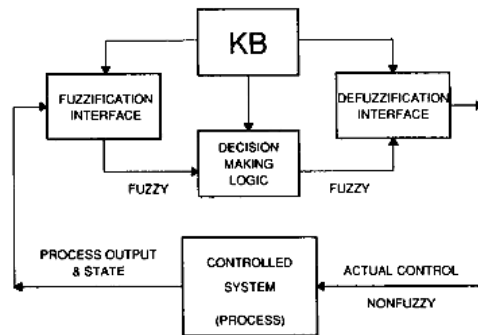 KB
FUZZIFICATION
INTERFACE
DEFUZZIFICATION
INTERFACE
DECISION
MAKING
LOGIC
FUZZY
FUZZY
PROCESS OUTPUT
& STATE
CONTROLLED
SYSTEM
(PROCESS)
ACTUAL CONTROL
NONFUZZY